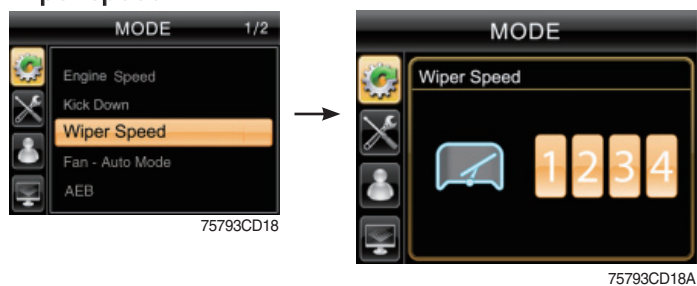 MODE 1/2
Engine Speed
Kick Down
Wiper Speed
Fan - Auto Mode
AEB
75793CD18
MODE
Wiper Speed
1 2 3 4
75793CD18A